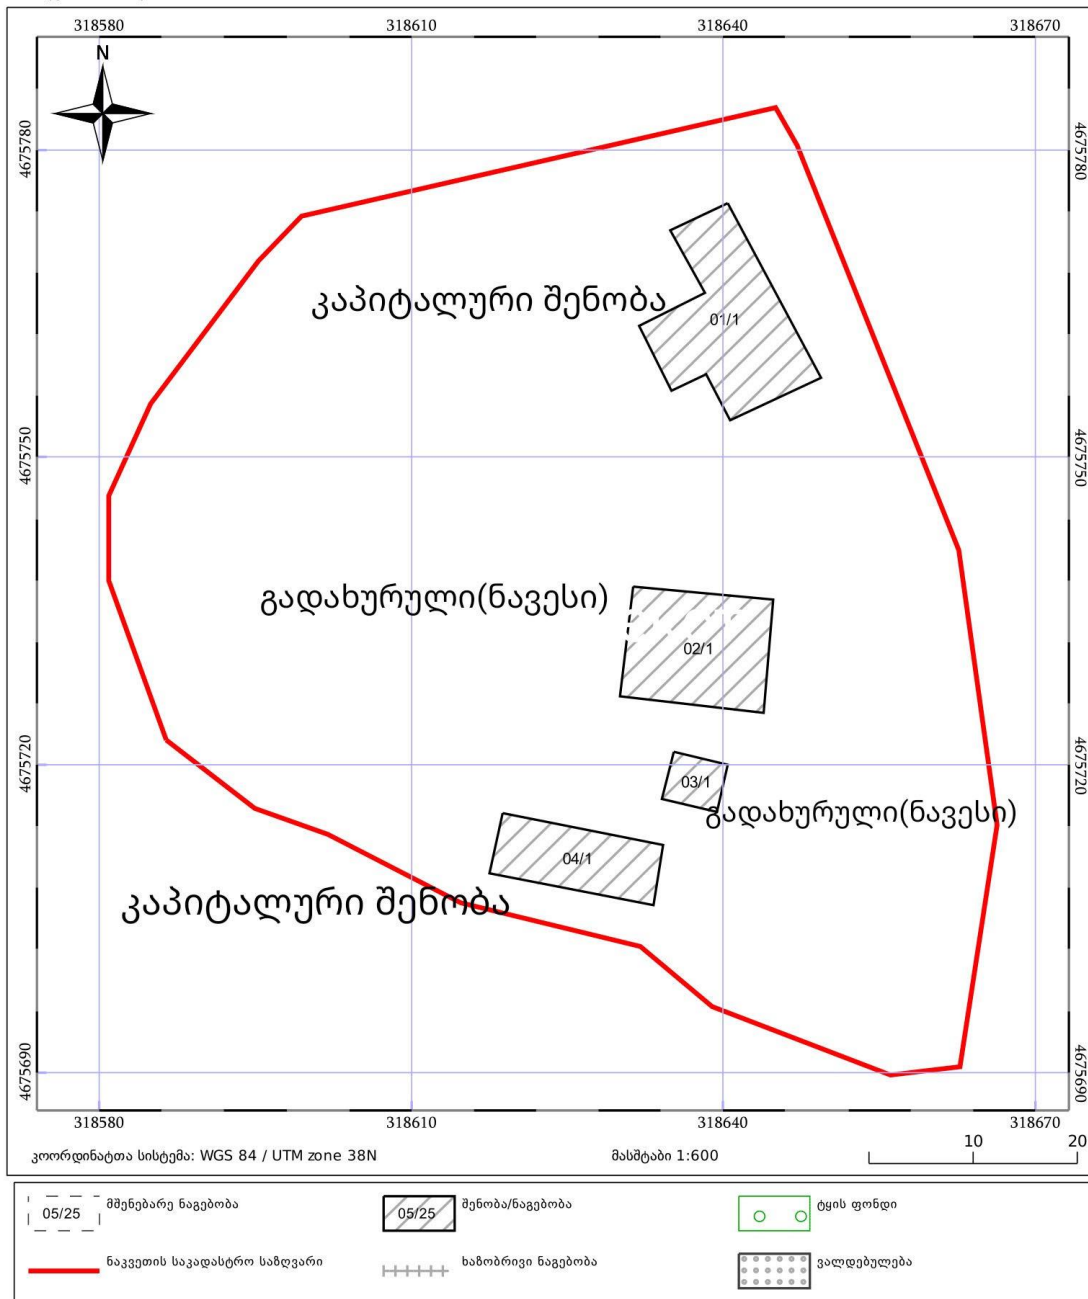 318580 318610 318640 318670
N
4675780 4675780
კაპიტალური შენობა
01/1
4675750 4675750
გადახურული(ნავესი)
02/1
4675720 4675720
03/1
გადახურული(ნავესი)
04/1
კაპიტალური შენობა
4675690 4675690
318580 318610 318640 318670
კოორდინატთა სისტემა: WGS 84 / UTM zone 38N მასშტაბი 1:600 10 20
05/25 მშენებარე ნაგებობა 05/25 შენობა/ნაგებობა ტყის ფონდი
ნაკვეთის საკადასტრო საზღვარი ხაზობრივი ნაგებობა ვალდებულება